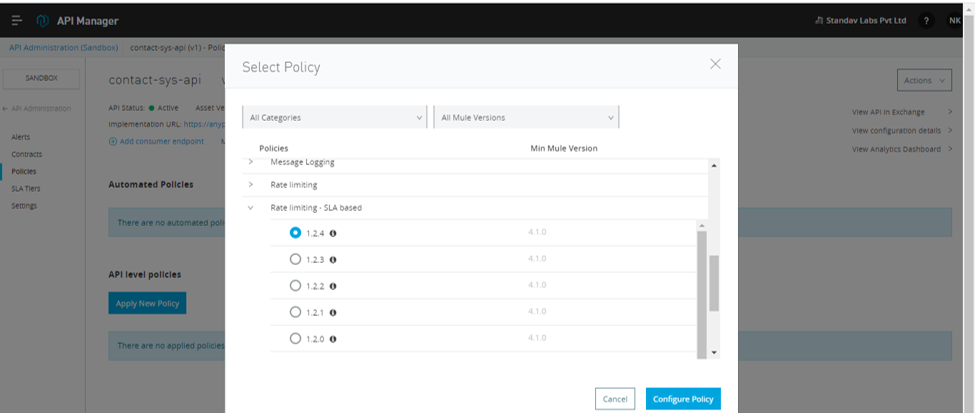 API Manager
Standav Labs Pvt Ltd ? NK
API Administration (Sandbox) contact-sys-api (v1) - Polic
SANDBOX
API Administration
Alerts
Contracts
Policies
SLA Tiers
Settings
contact-sys-api v
Actions
API Status: Active Asset Ve
Implementation URL: https://anyp
Add consumer endpoint
View API in Exchange >
View configuration details >
View Analytics Dashboard >
Automated Policies
There are no automated poli
API level policies
Apply New Policy
There are no applied policies
Select Policy
All Categories
All Mule Versions
Policies Min Mule Version
Message Logging
Rate limiting
Rate limiting - SLA based
1.2.4 4.1.0
1.2.3 4.1.0
1.2.2 4.1.0
1.2.1 4.1.0
1.2.0 4.1.0
Cancel Configure Policy